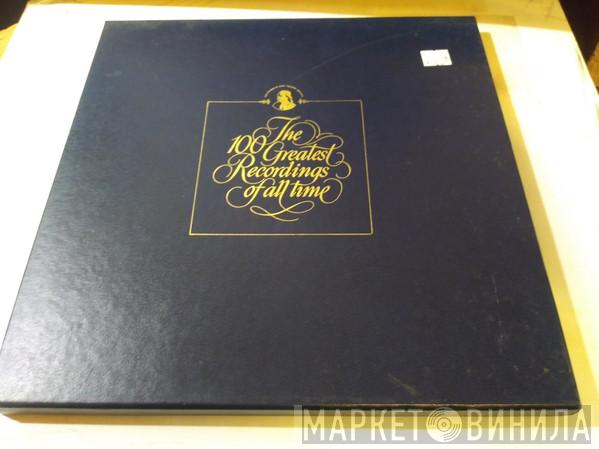 The
100 Greatest
Recordings
of all time
МАРКЕТ ВИНИЛА